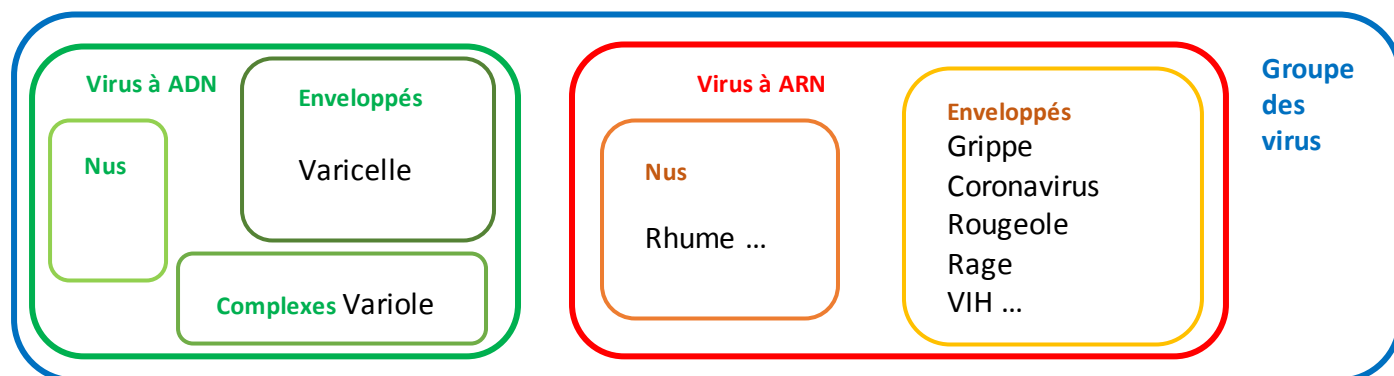 Virus à ADN
Enveloppés
Varicelle
Nus
Complexes Variole
Virus à ARN
Nus
Rhume ...
Enveloppés
Grippe
Coronavirus
Rougeole
Rage
VIH ...
Groupe
des
virus